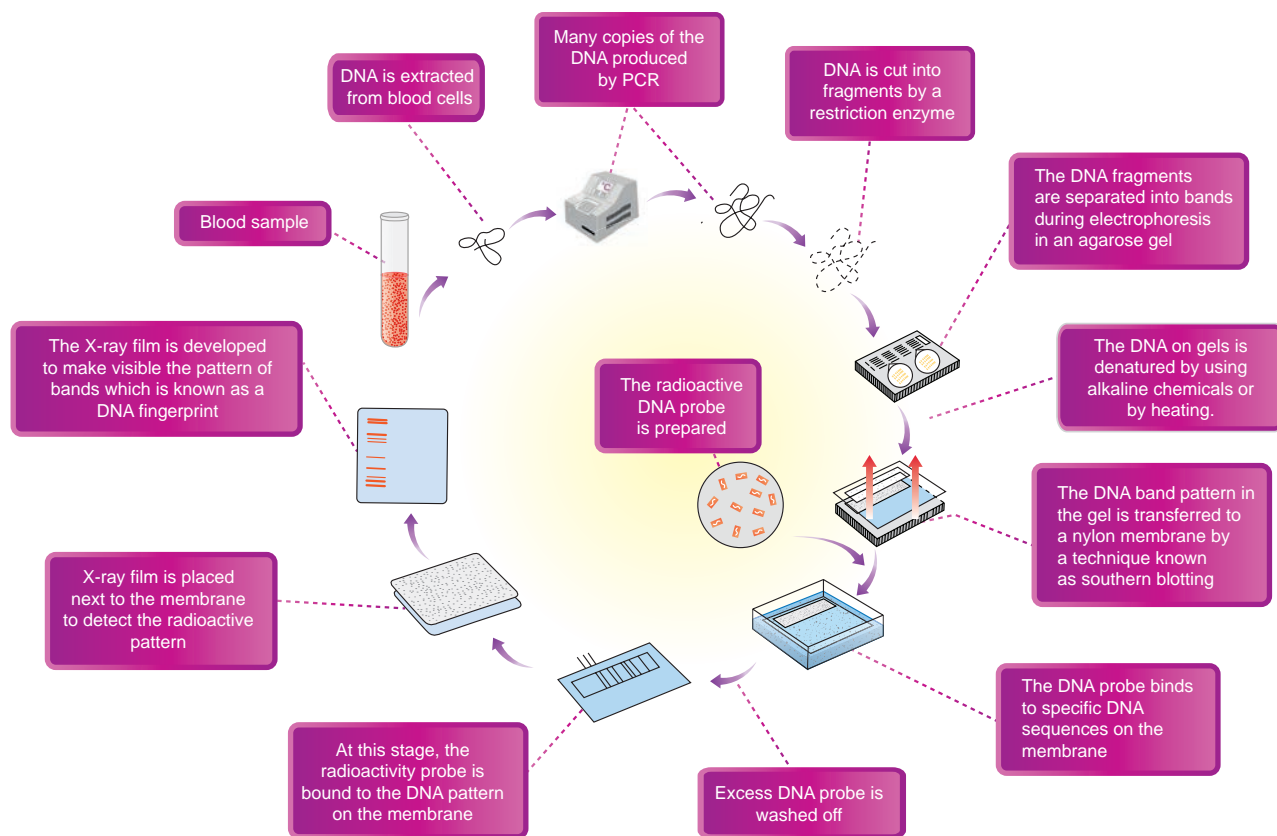 Blood sample
DNA is extracted
from blood cells
Many copies of the
DNA produced
by PCR
DNA is cut into
fragments by a
restriction enzyme
The DNA fragments
are separated into bands
during electrophoresis
in an agarose gel
The DNA on gels is
denatured by using
alkaline chemicals or
by heating.
The DNA band pattern in
the gel is transferred to
a nylon membrane by
a technique known
as southern blotting
The radioactive
DNA probe
is prepared
The DNA probe binds
to specific DNA
sequences on the
membrane
Excess DNA probe is
washed off
At this stage, the
radioactivity probe is
bound to the DNA pattern
on the membrane
X-ray film is placed
next to the membrane
to detect the radioactive
pattern
The X-ray film is developed
to make visible the pattern of
bands which is known as a
DNA fingerprint